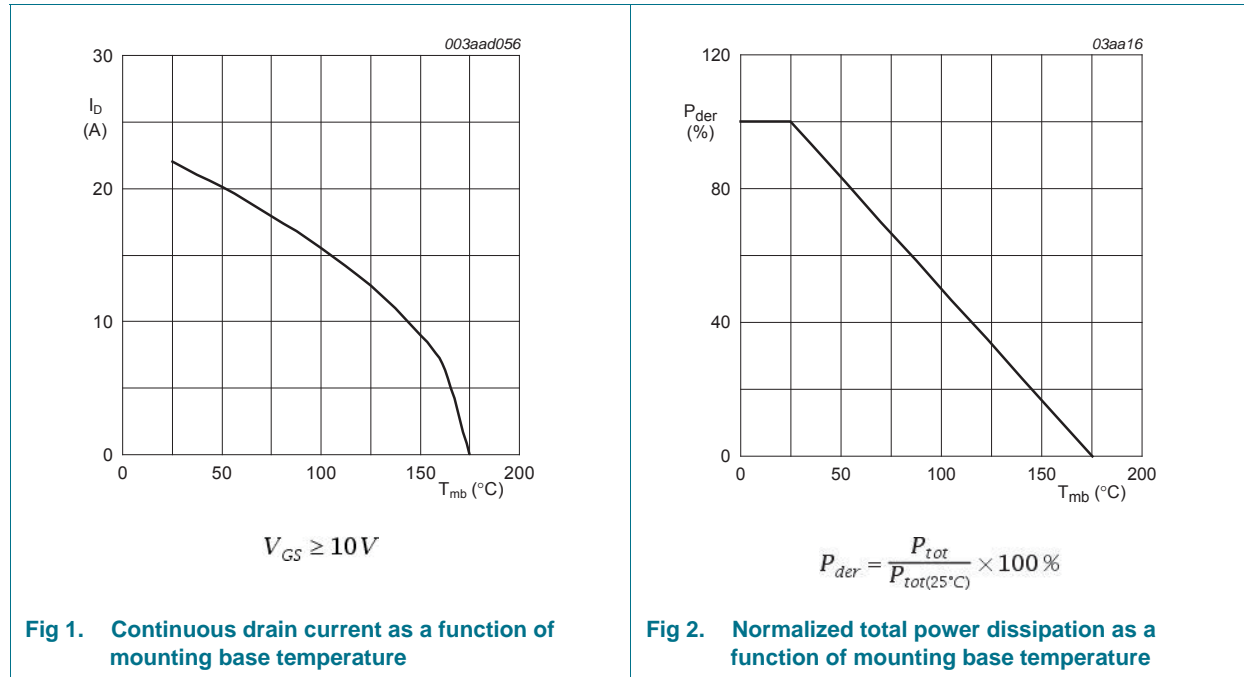 003aad056
30
I_D
(A)
20
10
0
0 50 100 150 200
T_mb (°C)
V_GS ≥ 10 V
Fig 1. Continuous drain current as a function of
mounting base temperature
03aa16
120
P_der
(%)
80
40
0
0 50 100 150 200
T_mb (°C)
P_der = P_tot / P_tot(25°C) × 100 %
Fig 2. Normalized total power dissipation as a
function of mounting base temperature